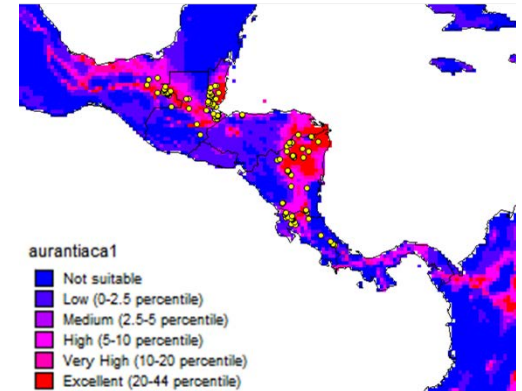 aurantiaca1
Not suitable
Low (0-2.5 percentile)
Medium (2.5-5 percentile)
High (5-10 percentile)
Very High (10-20 percentile)
Excellent (20-44 percentile)